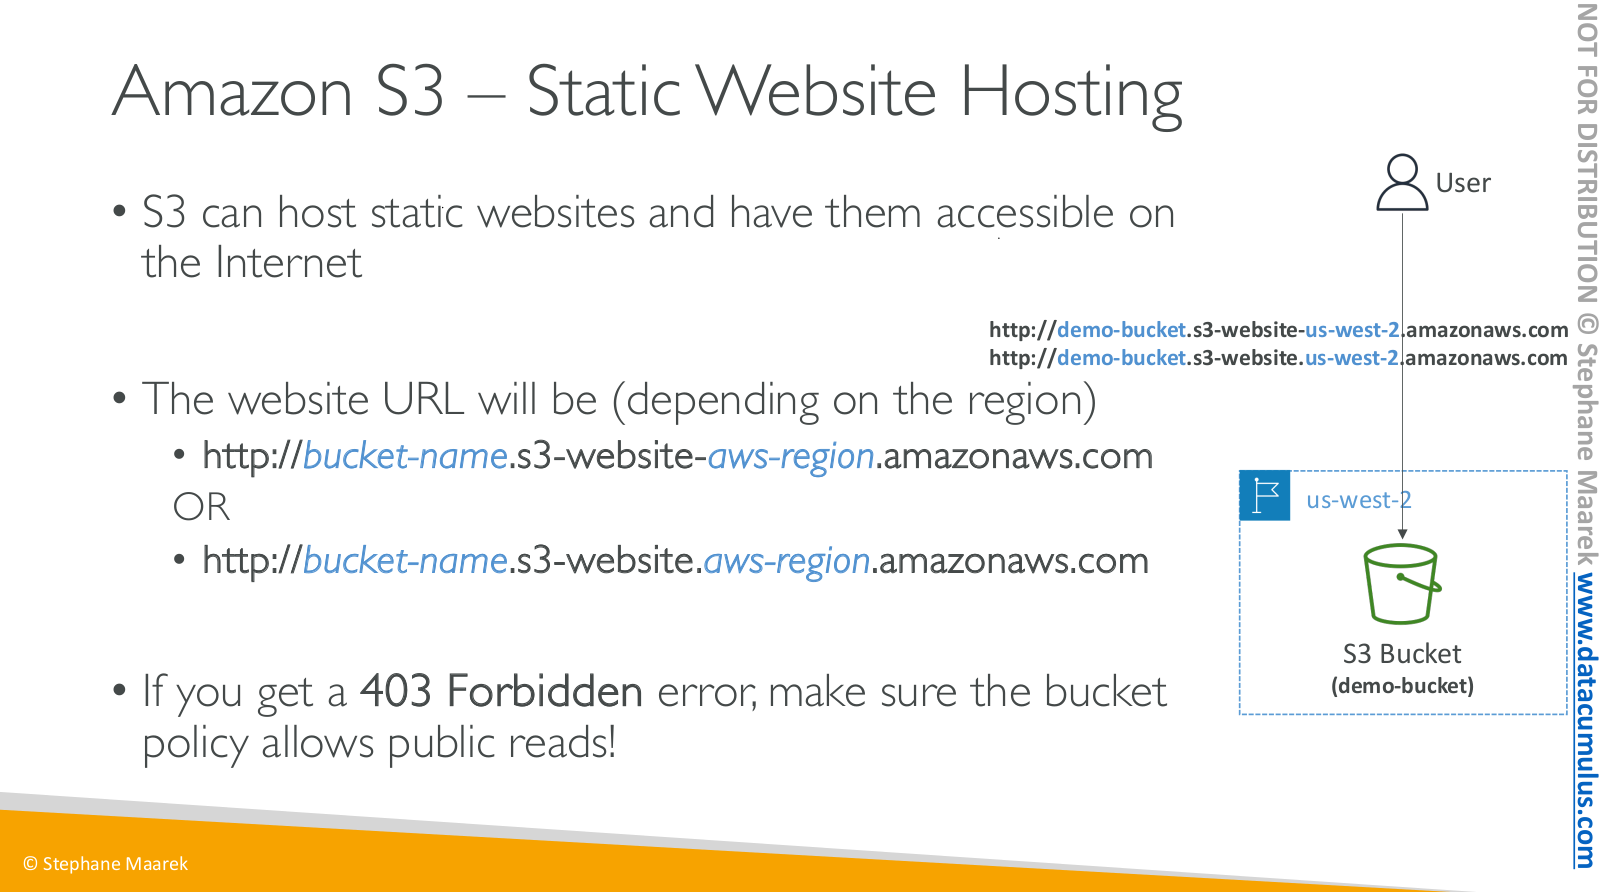 Amazon S3 – Static Website Hosting
• S3 can host static websites and have them accessible on
the Internet
• The website URL will be (depending on the region)
• http://bucket-name.s3-website-aws-region.amazonaws.com
OR
• http://bucket-name.s3-website.aws-region.amazonaws.com
• If you get a 403 Forbidden error, make sure the bucket
policy allows public reads!
User
http://demo-bucket.s3-website-us-west-2.amazonaws.com
http://demo-bucket.s3-website.us-west-2.amazonaws.com
us-west-2
S3 Bucket
(demo-bucket)
© Stephane Maarek
NOT FOR DISTRIBUTION © Stephane Maarek www.datacumulus.com